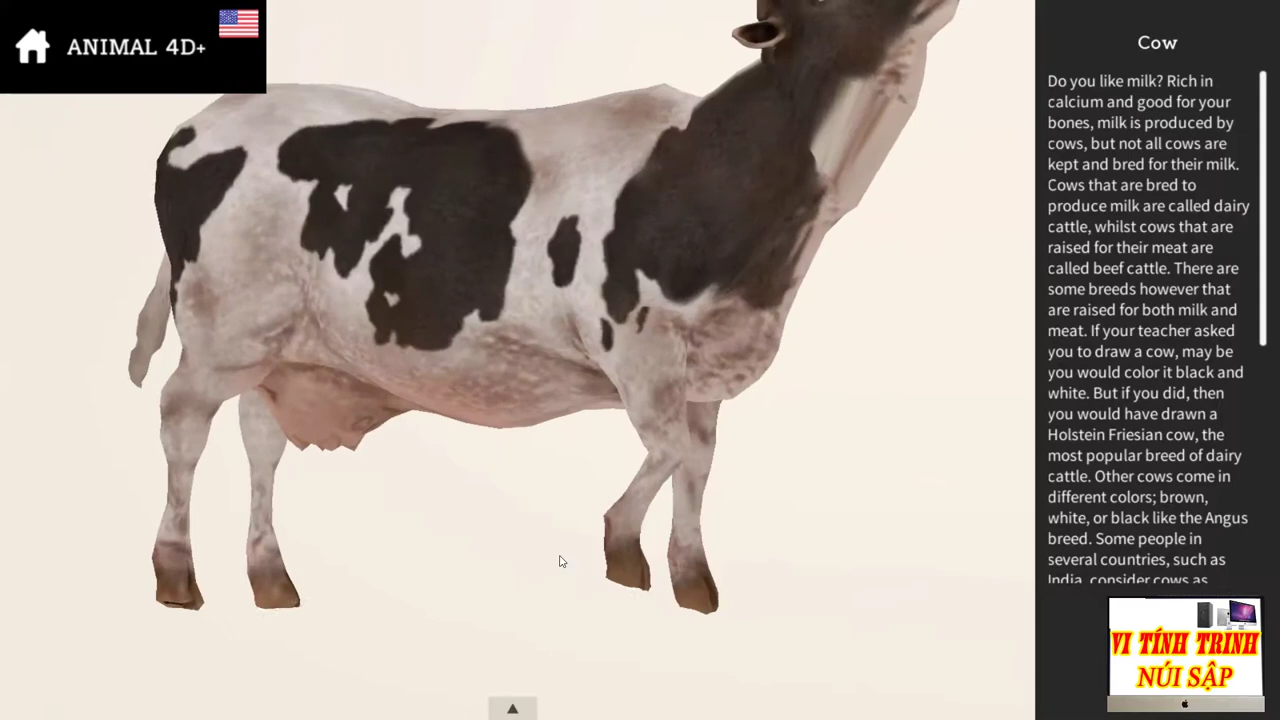 ANIMAL 4D+
Cow
Do you like milk? Rich in
calcium and good for your
bones, milk is produced by
cows, but not all cows are
kept and bred for their milk.
Cows that are bred to
produce milk are called dairy
cattle, whilst cows that are
raised for their meat are
called beef cattle. There are
some breeds however that
are raised for both milk and
meat. If your teacher asked
you to draw a cow, may be
you would color it black and
white. But if you did, then
you would have drawn a
Holstein Friesian cow, the
most popular breed of dairy
cattle. Other cows come in
different colors; brown,
white, or black like the Angus
breed. Some people in
several countries, such as
India, consider cows as
VI TÍNH TRINH
NÚI SẬP